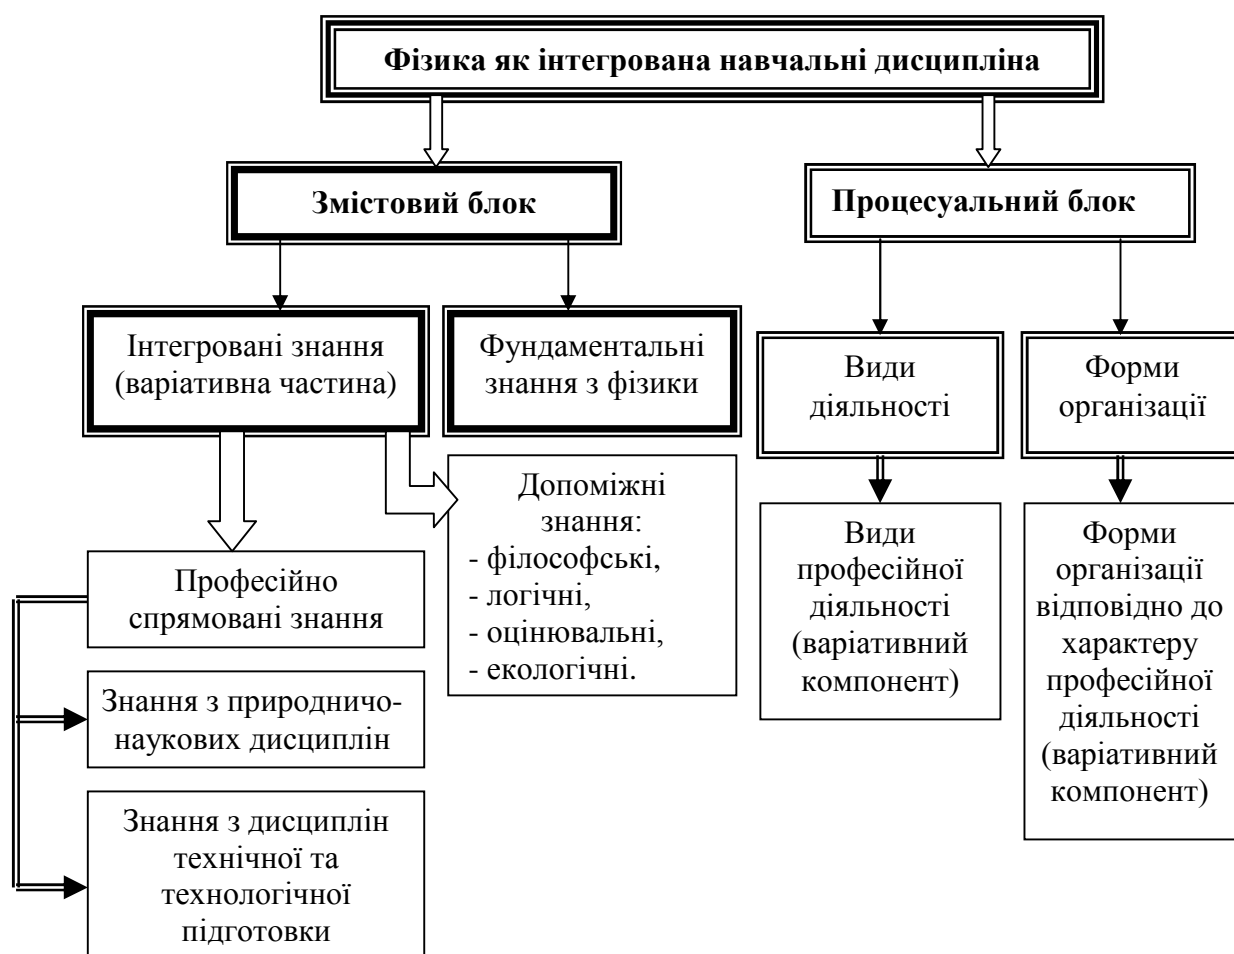 Фізика як інтегрована навчальні дисципліна
Змістовий блок
Процесуальний блок
Інтегровані знання
(варіативна частина)
Фундаментальні
знання з фізики
Види
діяльності
Форми
організації
Допоміжні
знання:
- філософські,
- логічні,
- оцінювальні,
- екологічні.
Види
професійної
діяльності
(варіативний
компонент)
Форми
організації
відповідно до
характеру
професійної
діяльності
(варіативний
компонент)
Професійно
спрямовані знання
Знання з природничо-
наукових дисциплін
Знання з дисциплін
технічної та
технологічної
підготовки